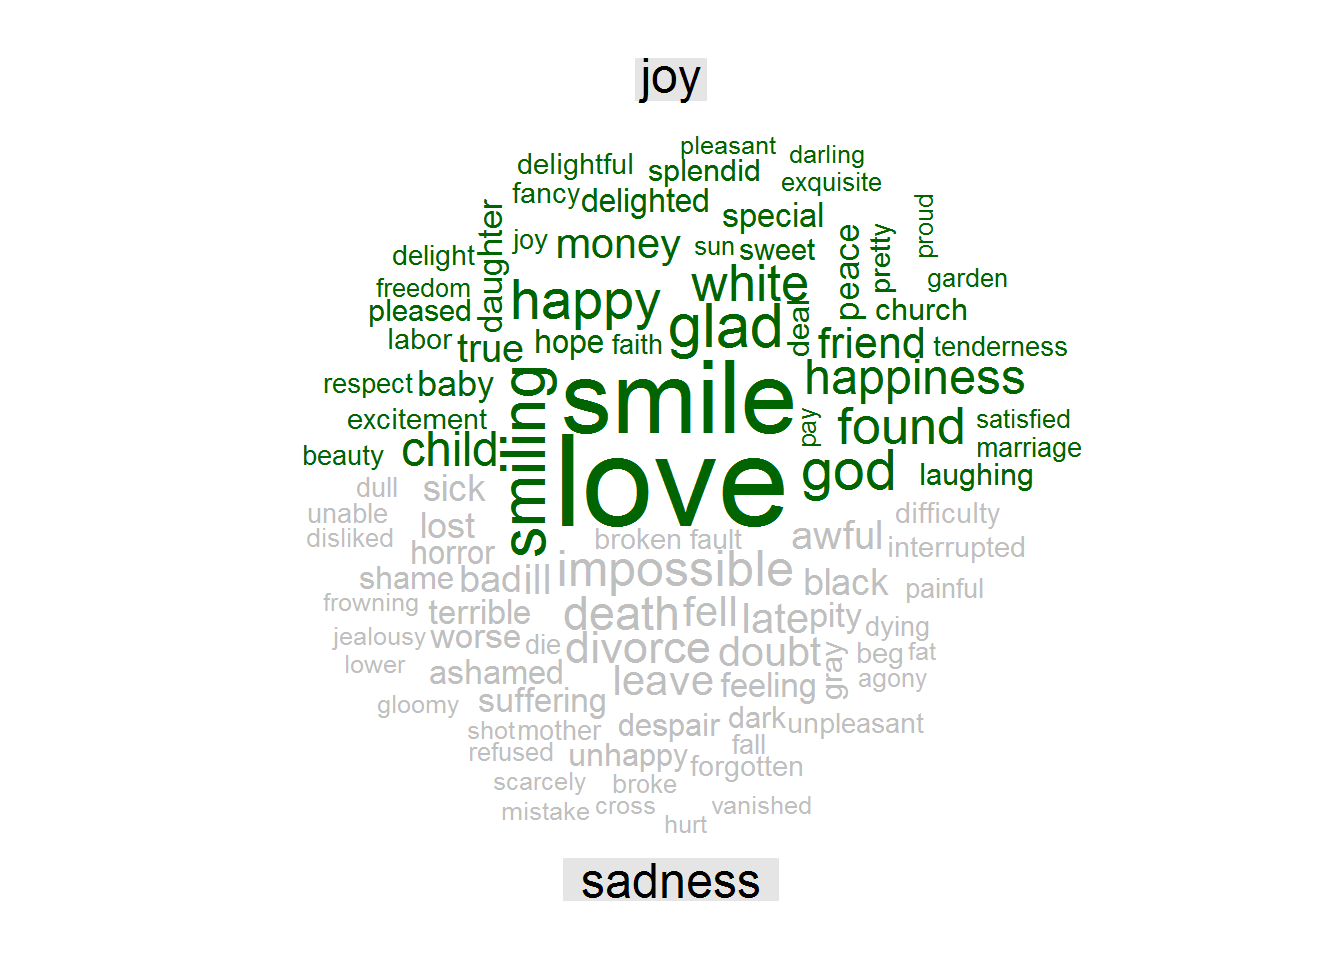 joy
pleasant
delightful splendid darling
exquisite
fancy delighted special proud
daughter joy money sun sweet peace pretty
delight
freedom happy white garden
pleased glad deal church
labor true hope faith friend tenderness
respect baby smiling smile happiness
excitement pay found satisfied
beauty child love god marriage
laughing
dull sick
unable lost awful difficulty
disliked horror broken fault interrupted
shame bad ill impossible black painful
frowning terrible death fell late pity dying
jealousy worse die divorce doubt gray beg fat
lower ashamed leave feeling agony
gloomy suffering
shot mother despair dark unpleasant
refused unhappy fall
forgotten
scarcely broke
mistake cross vanished
hurt
sadness